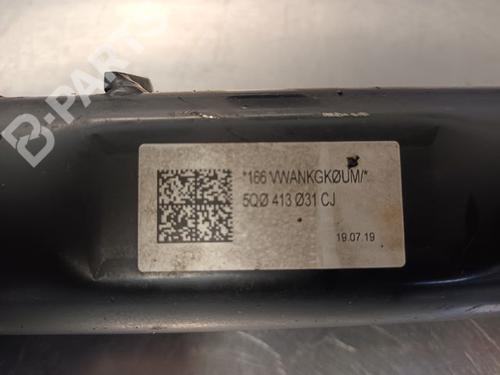 B-PARTS
*166 VWANKGKØUM/*
5QØ 413 Ø31 CJ
19.07.19